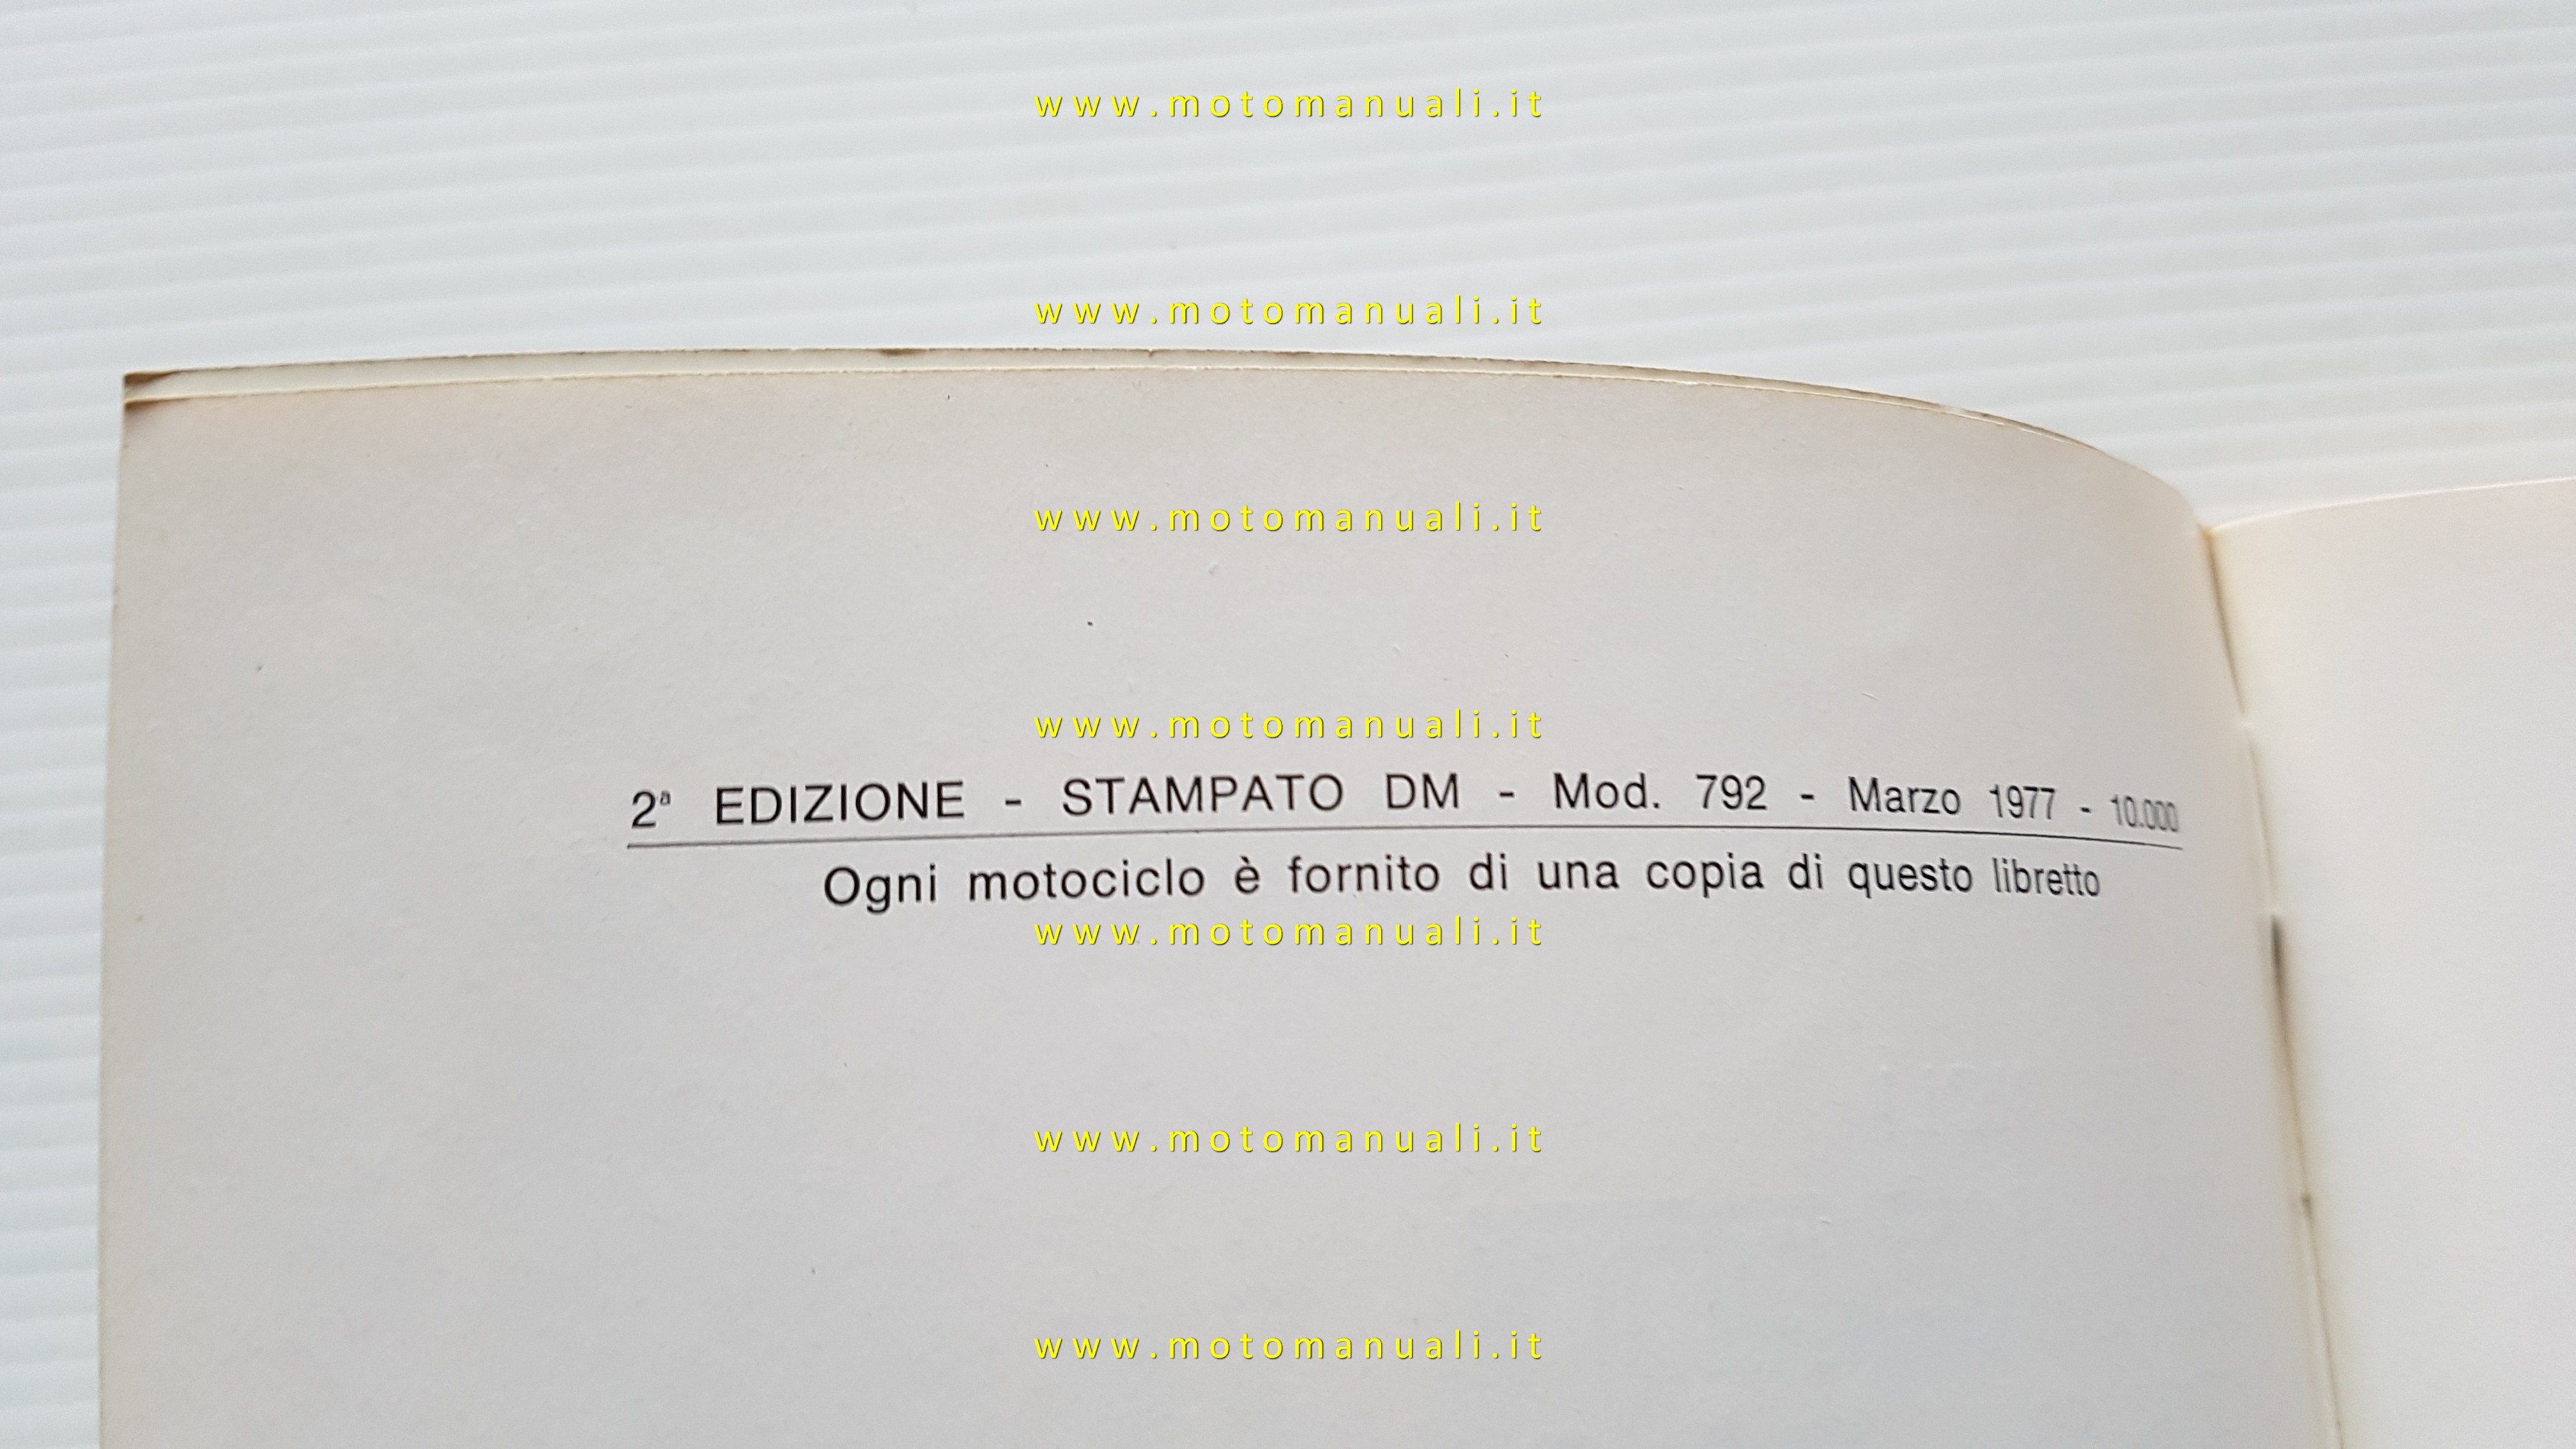 www.motomanuali.it
www.motomanuali.it
www.motomanuali.it
www.motomanuali.it
2ª EDIZIONE - STAMPATO DM - Mod. 792 - Marzo 1977 - 10.000
Ogni motociclo è fornito di una copia di questo libretto
www.motomanuali.it
www.motomanuali.it
www.motomanuali.it